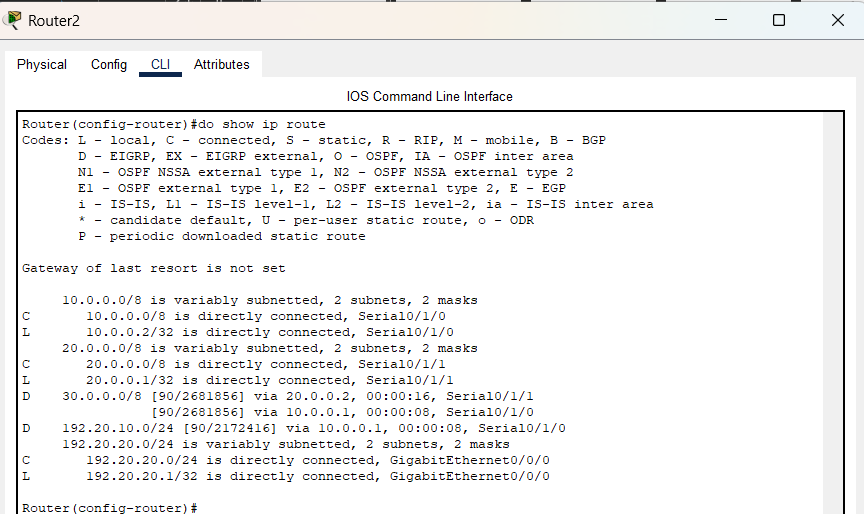 Router2
Physical Config CLI Attributes
IOS Command Line Interface
Router(config-router)#do show ip route
Codes: L - local, C - connected, S - static, R - RIP, M - mobile, B - BGP
D - EIGRP, EX - EIGRP external, O - OSPF, IA - OSPF inter area
N1 - OSPF NSSA external type 1, N2 - OSPF NSSA external type 2
E1 - OSPF external type 1, E2 - OSPF external type 2, E - EGP
i - IS-IS, L1 - IS-IS level-1, L2 - IS-IS level-2, ia - IS-IS inter area
* - candidate default, U - per-user static route, o - ODR
P - periodic downloaded static route
Gateway of last resort is not set
10.0.0.0/8 is variably subnetted, 2 subnets, 2 masks
C 10.0.0.0/8 is directly connected, Serial0/1/0
L 10.0.0.2/32 is directly connected, Serial0/1/0
20.0.0.0/8 is variably subnetted, 2 subnets, 2 masks
C 20.0.0.0/8 is directly connected, Serial0/1/1
L 20.0.0.1/32 is directly connected, Serial0/1/1
D 30.0.0.0/8 [90/2681856] via 20.0.0.2, 00:00:16, Serial0/1/1
[90/2681856] via 10.0.0.1, 00:00:08, Serial0/1/0
D 192.20.10.0/24 [90/2172416] via 10.0.0.1, 00:00:08, Serial0/1/0
192.20.20.0/24 is variably subnetted, 2 subnets, 2 masks
C 192.20.20.0/24 is directly connected, GigabitEthernet0/0/0
L 192.20.20.1/32 is directly connected, GigabitEthernet0/0/0
Router(config-router)#